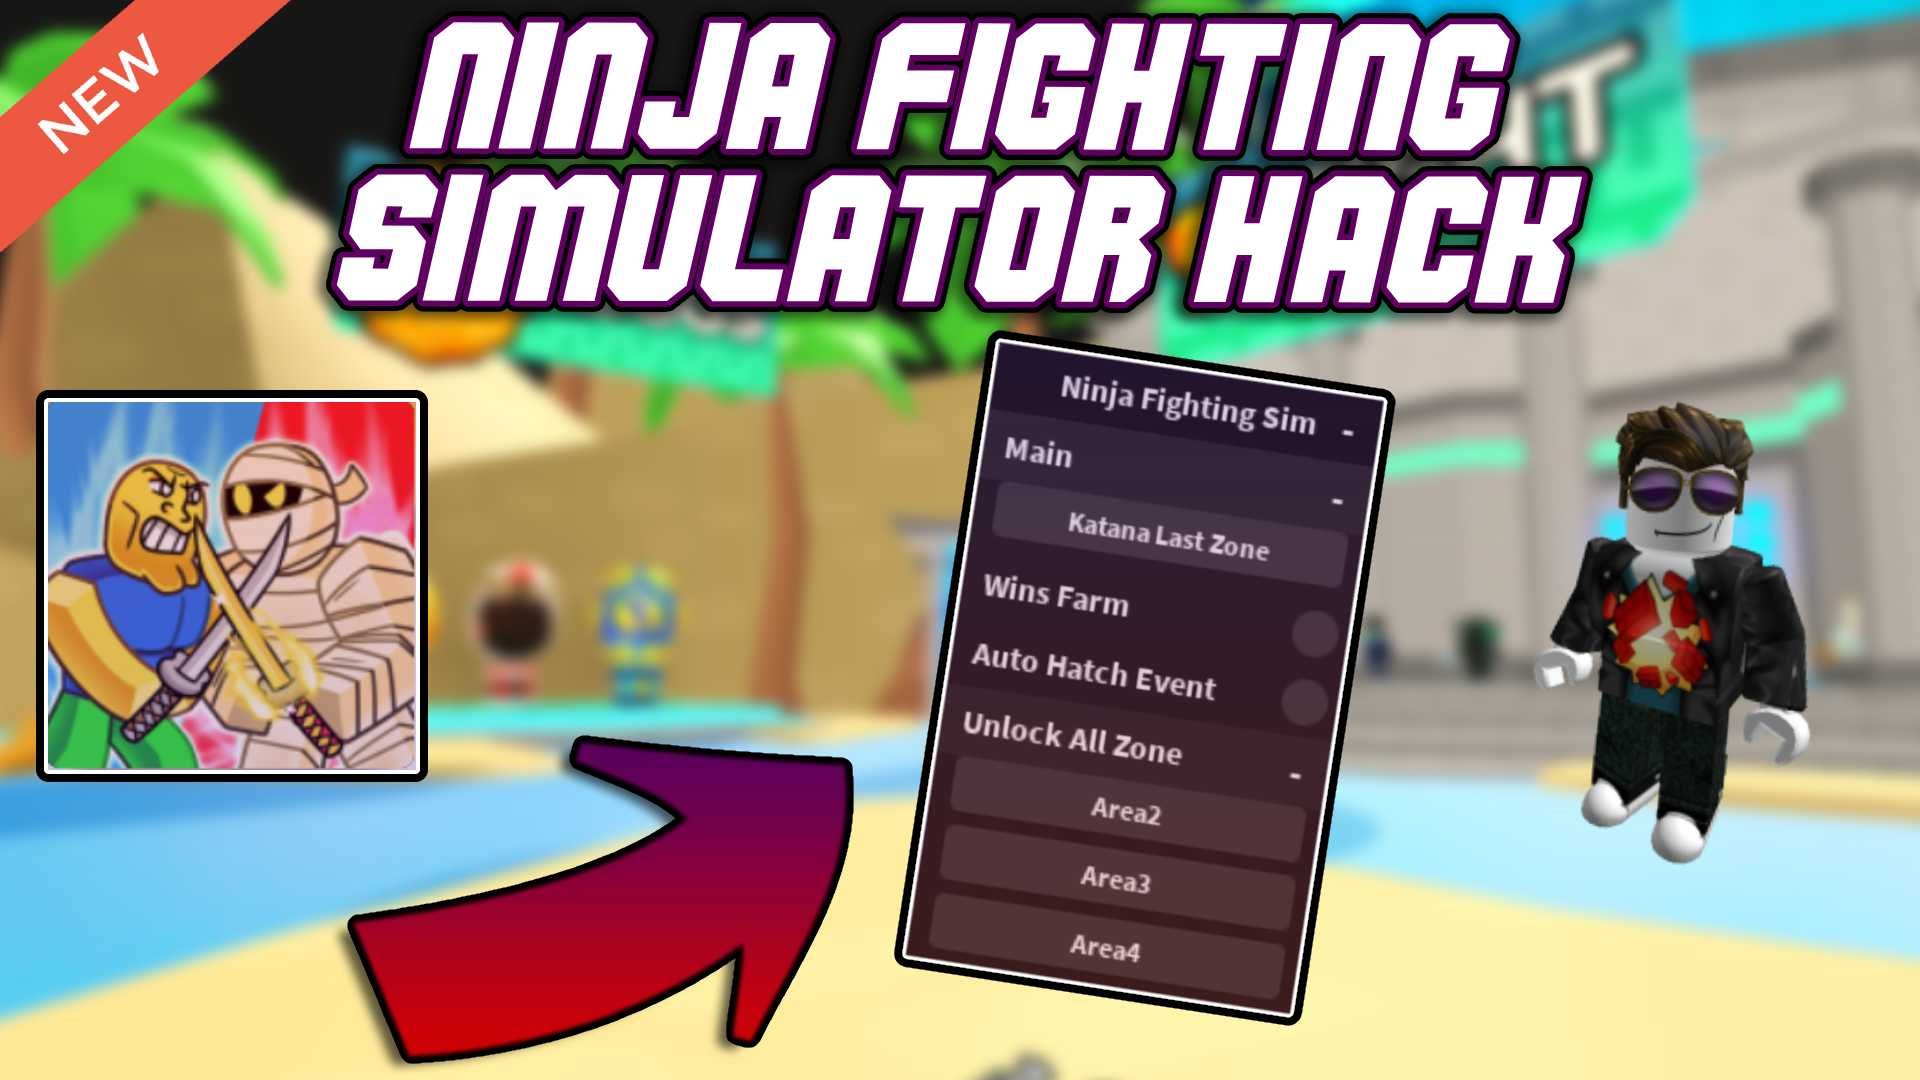 NEW
NINJA FIGHTING
SIMULATOR HACK
Ninja Fighting Sim -
Main -
Katana Last Zone
Wins Farm
Auto Hatch Event
Unlock All Zone -
Area2
Area3
Area4